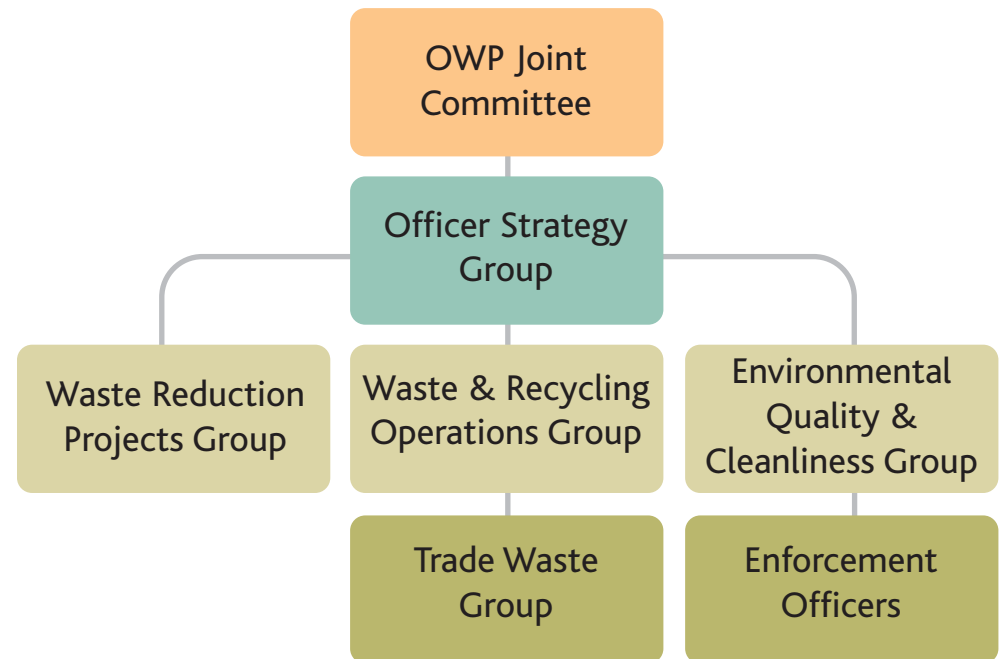 OWP Joint
Committee
Officer Strategy
Group
Waste Reduction
Projects Group
Waste & Recycling
Operations Group
Environmental
Quality &
Cleanliness Group
Trade Waste
Group
Enforcement
Officers